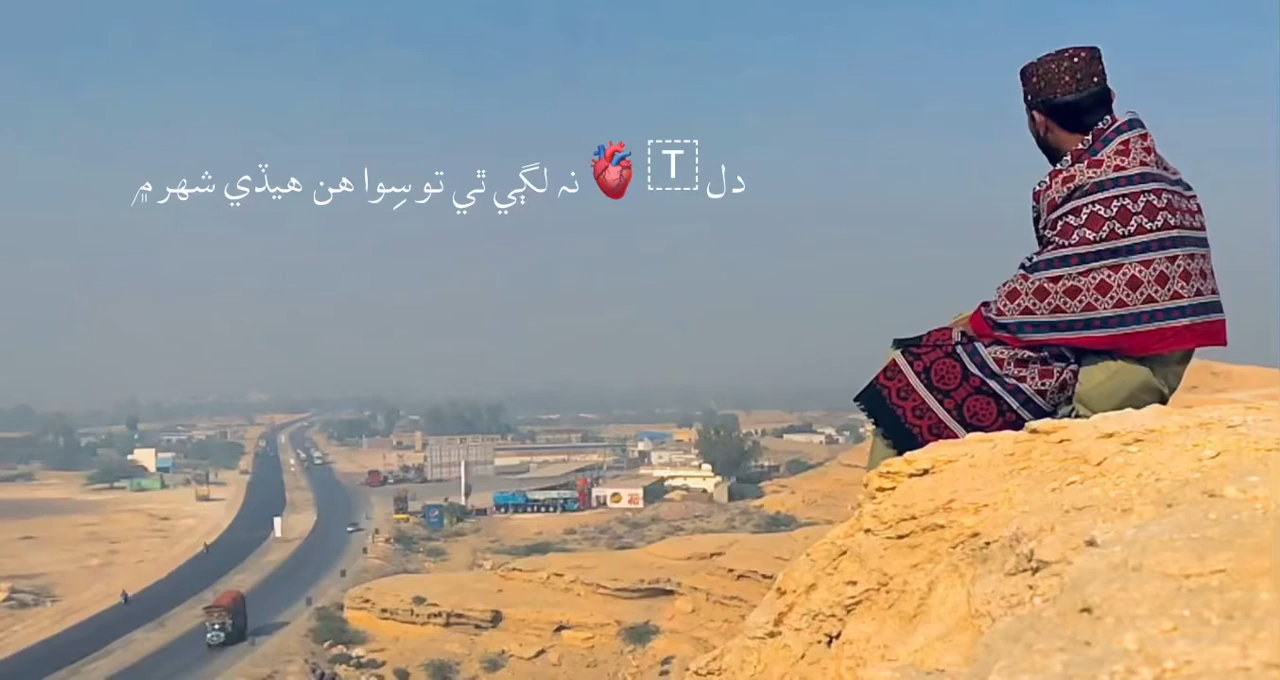 دل 🫀 نہ لڳي ٿي تو سِوا هن هيڏي شهر ۾